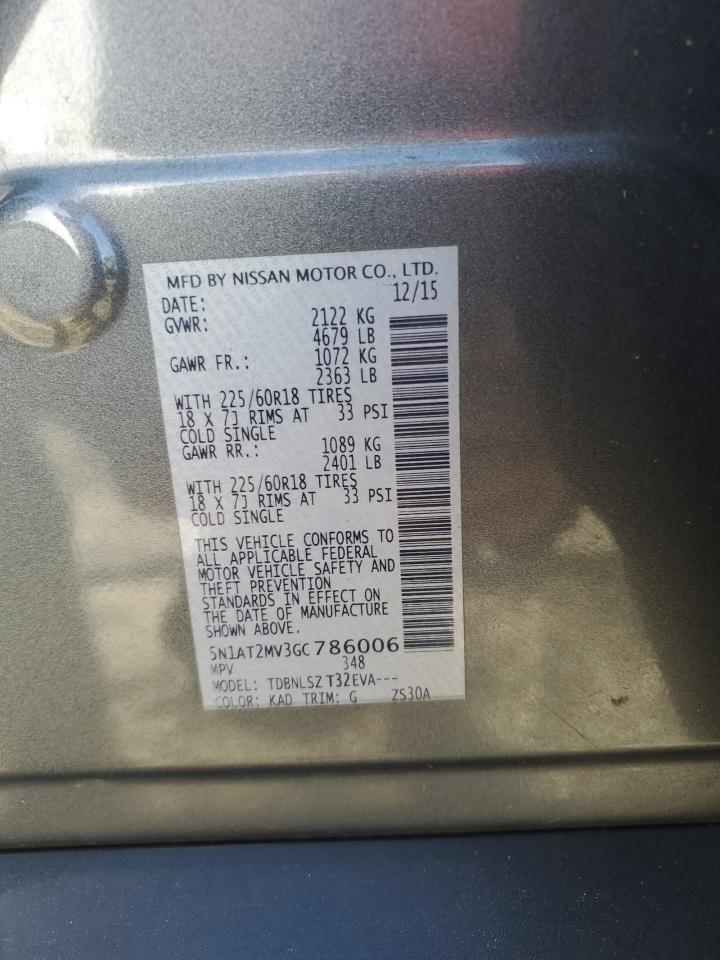 MFD BY NISSAN MOTOR CO., LTD.
DATE: 12/15
GVWR: 2122 KG
4679 LB
GAWR FR.: 1072 KG
2363 LB
WITH 225/60R18 TIRES
18 X 7J RIMS AT 33 PSI
COLD SINGLE
GAWR RR.: 1089 KG
2401 LB
WITH 225/60R18 TIRES
18 X 7J RIMS AT 33 PSI
COLD SINGLE
THIS VEHICLE CONFORMS TO
ALL APPLICABLE FEDERAL
MOTOR VEHICLE SAFETY AND
THEFT PREVENTION
STANDARDS IN EFFECT ON
THE DATE OF MANUFACTURE
SHOWN ABOVE.
5N1AT2MV3GC786006
MPV 348
MODEL: TDBNLSZ T32EVA---
COLOR: KAD TRIM: G ZS30A